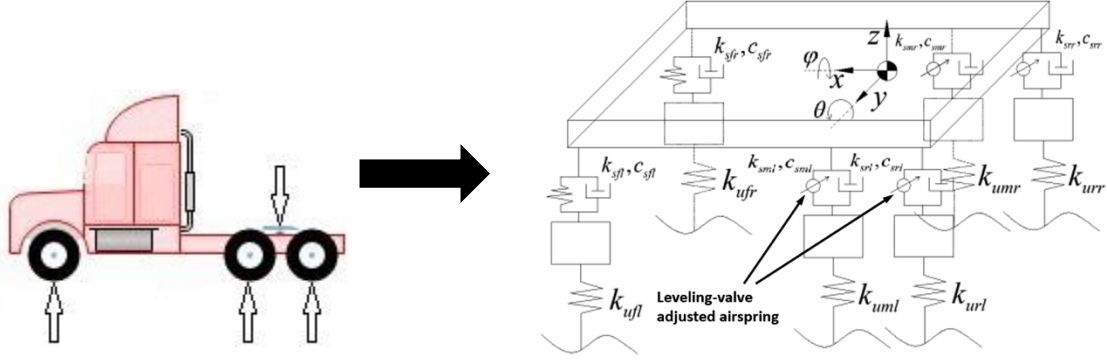 k_sfr, c_sfr
z
k_smr, c_smr
k_srr, c_srr
φ
x
y
θ
k_sfl, c_sfl
k_ufr
k_sml, c_sml
k_srl, c_srl
k_umr
k_urr
k_ufl
Leveling-valve
adjusted airspring
k_uml
k_url